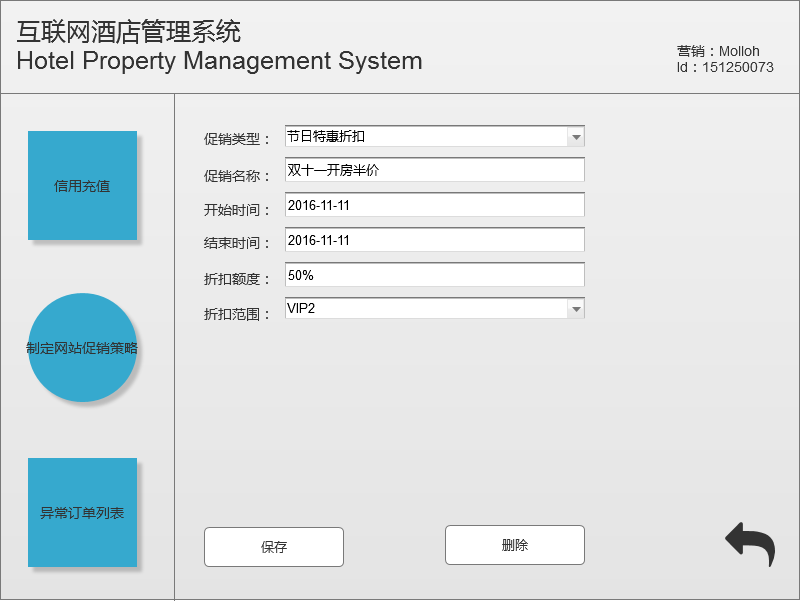 互联网酒店管理系统
Hotel Property Management System
营销：Molloh
Id：151250073
信用充值
制定网站促销策略
异常订单列表
促销类型： 节日特惠折扣
促销名称： 双十一开房半价
开始时间： 2016-11-11
结束时间： 2016-11-11
折扣额度： 50%
折扣范围： VIP2
保存
删除